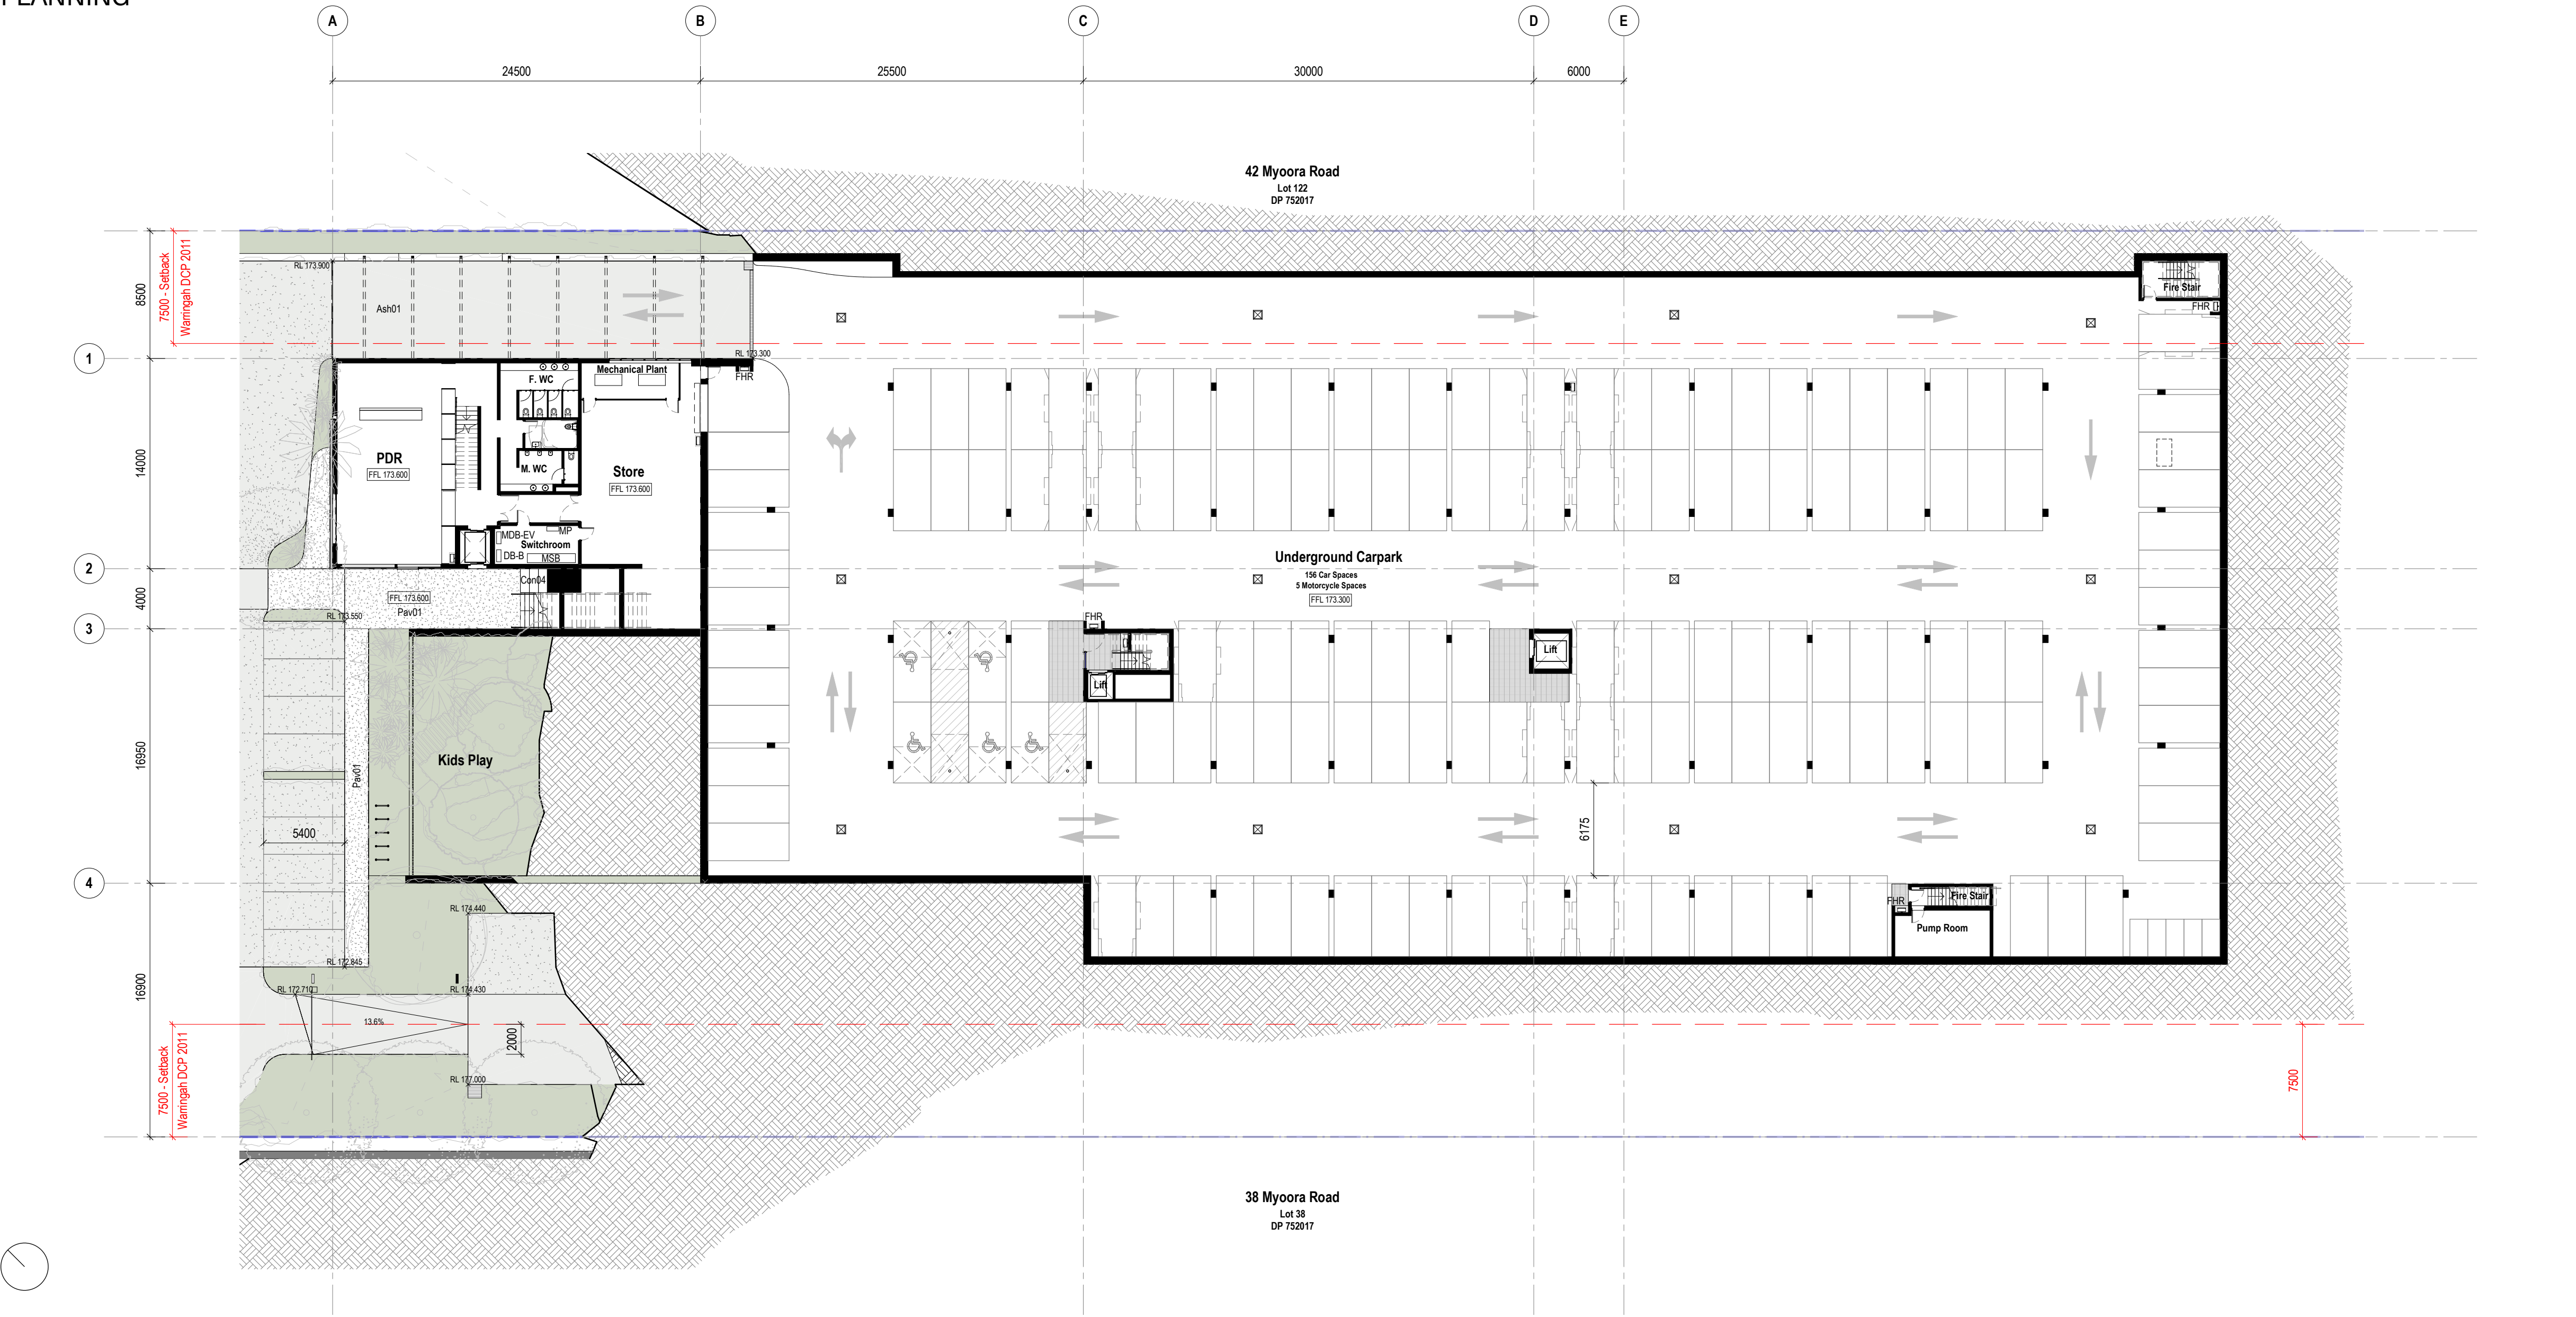 PLANNING
A
B
C
D
E
24500
25500
30000
6000
42 Myoora Road
Lot 122
DP 752017
7500 - Setback
Warringah DCP 2011
8500
RL 173.900
Ash01
Fire Stair
FHR
1
RL 173.300
FHR
F. WC
Mechanical Plant
14000
PDR
FFL 173.600
M. WC
Store
FFL 173.600
MP
MDB-EV
Switchroom
DB-B
MSB
Underground Carpark
156 Car Spaces
5 Motorcycle Spaces
FFL 173.300
2
Con04
4000
FFL 173.600
Pav01
RL 173.550
FHR
3
Lift
Lift
16950
Kids Play
Pav01
5400
6175
4
RL 174.440
FHR
Fire Stair
Pump Room
RL 172.845
16900
RL 172.710
RL 174.430
13.6%
2000
7500 - Setback
Warringah DCP 2011
RL 177.000
7500
38 Myoora Road
Lot 38
DP 752017